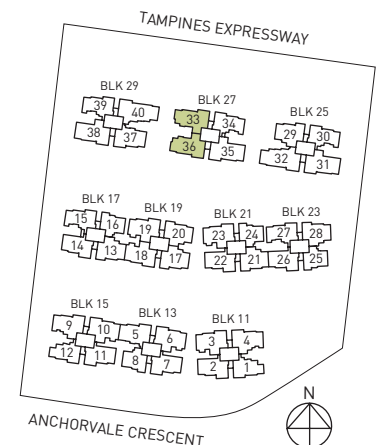 TAMPINES EXPRESSWAY
BLK 29
39 40
38 37
BLK 27
33 34
36 35
BLK 25
29 30
32 31
BLK 17
15 16
14 13
BLK 19
19 20
18 17
BLK 21
23 24
22 21
BLK 23
27 28
26 25
BLK 15
9 10
12 11
BLK 13
5 6
8 7
BLK 11
3 4
2 1
ANCHORVALE CRESCENT
N